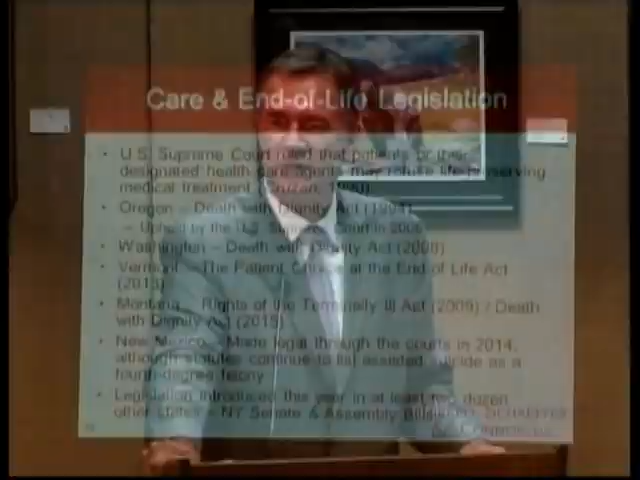 Care & End-of-Life Legislation
• U.S. Supreme Court ruled that patients or their
designated health care agents may refuse life-preserving
medical treatment (Cruzan, 1990)
• Oregon – Death with Dignity Act (1994)
– Upheld by the U.S. Supreme Court in 2006
• Washington – Death with Dignity Act (2008)
• Vermont – The Patient Choice at the End of Life Act
(2013)
• Montana – Rights of the Terminally Ill Act (2009) / Death
with Dignity Act (2015)
• New Mexico – Made legal through the courts in 2014,
although statutes continue to list assisted suicide as a
fourth-degree felony
• Legislation introduced this year in at least two dozen
other states – NY Senate & Assembly Bills